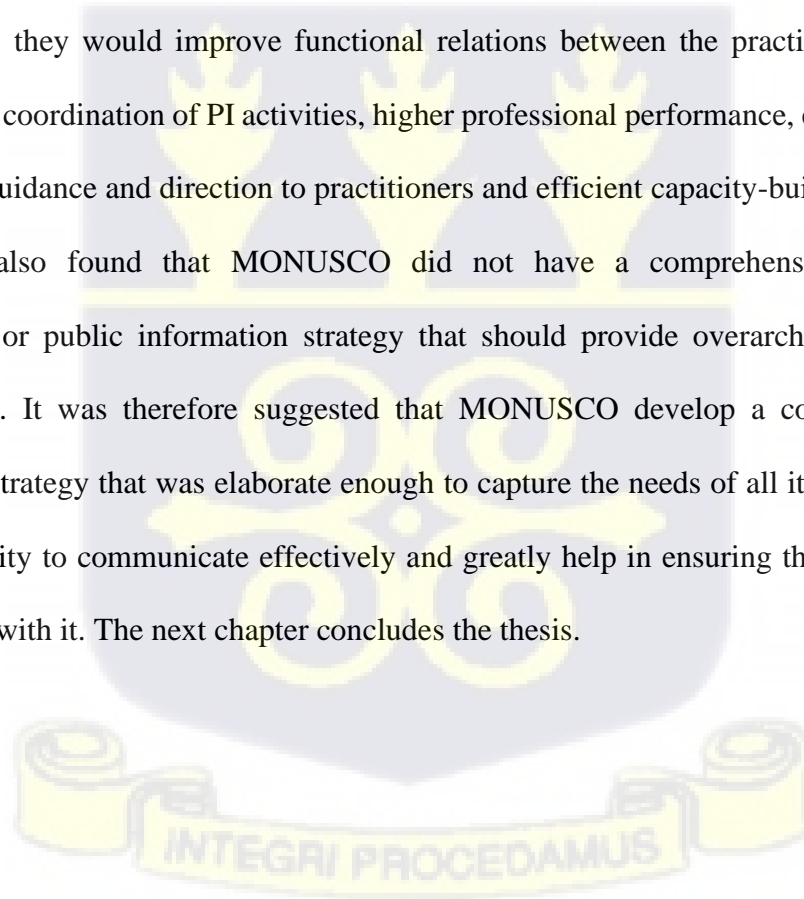 they would improve functional relations between the practi
coordination of PI activities, higher professional performance,
uidance and direction to practitioners and efficient capacity-bui
also found that MONUSCO did not have a comprehens
or public information strategy that should provide overarch
. It was therefore suggested that MONUSCO develop a co
trategy that was elaborate enough to capture the needs of all it
ity to communicate effectively and greatly help in ensuring th
with it. The next chapter concludes the thesis.
INTEGRI PROCEDAMUS